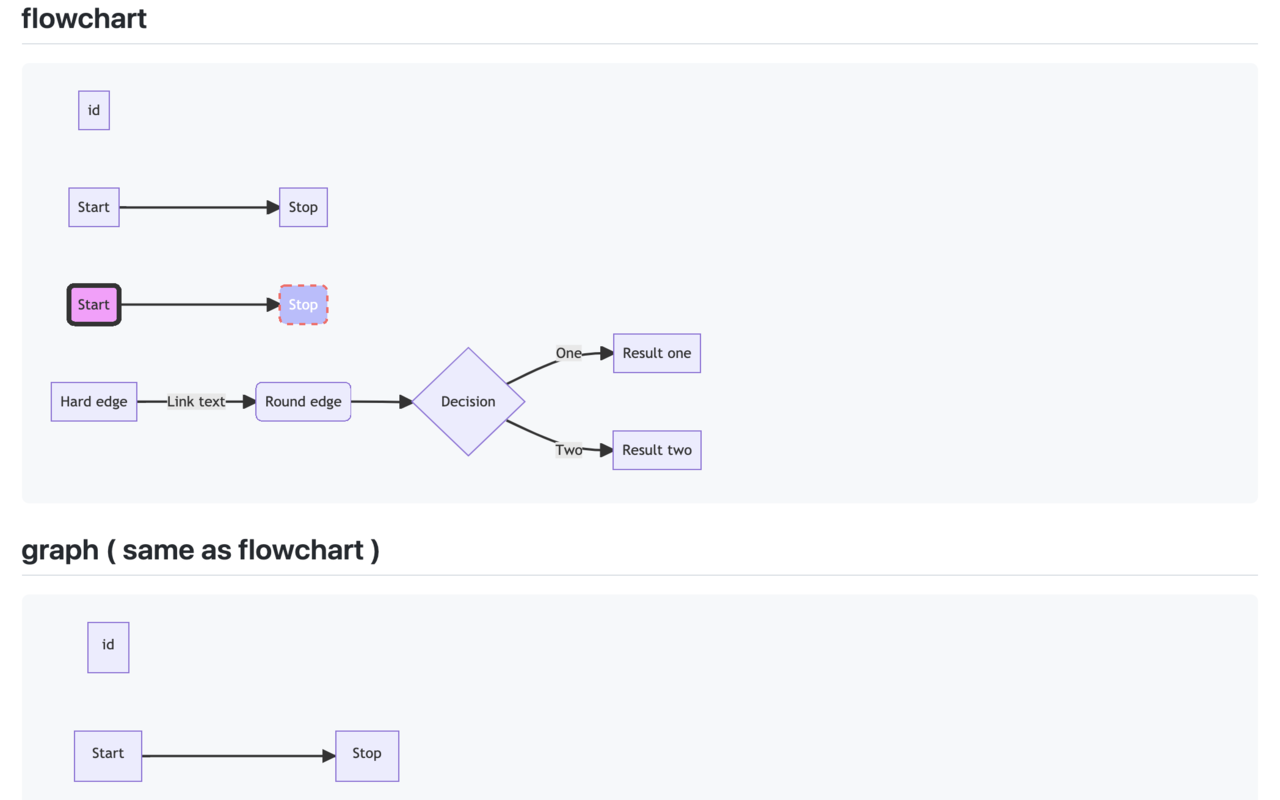 flowchart
id
Start
Stop
Start
Stop
One
Result one
Hard edge
Link text
Round edge
Decision
Two
Result two
graph ( same as flowchart )
id
Start
Stop